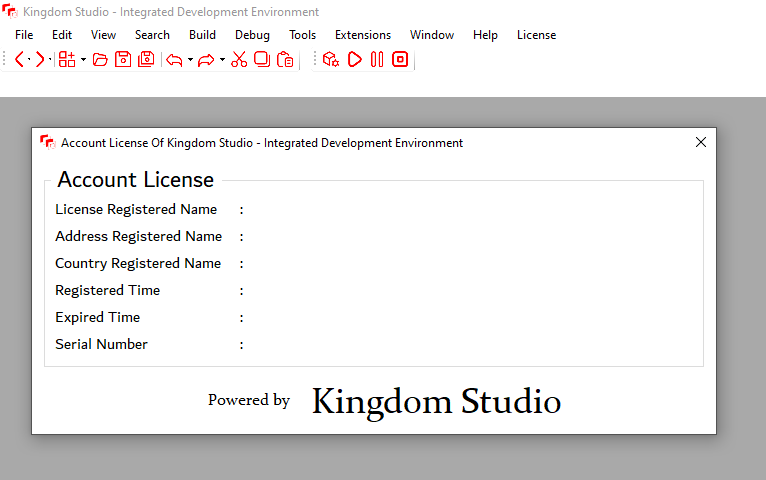 Kingdom Studio - Integrated Development Environment
File Edit View Search Build Debug Tools Extensions Window Help License
Account License Of Kingdom Studio - Integrated Development Environment
Account License
License Registered Name :
Address Registered Name :
Country Registered Name :
Registered Time :
Expired Time :
Serial Number :
Powered by Kingdom Studio